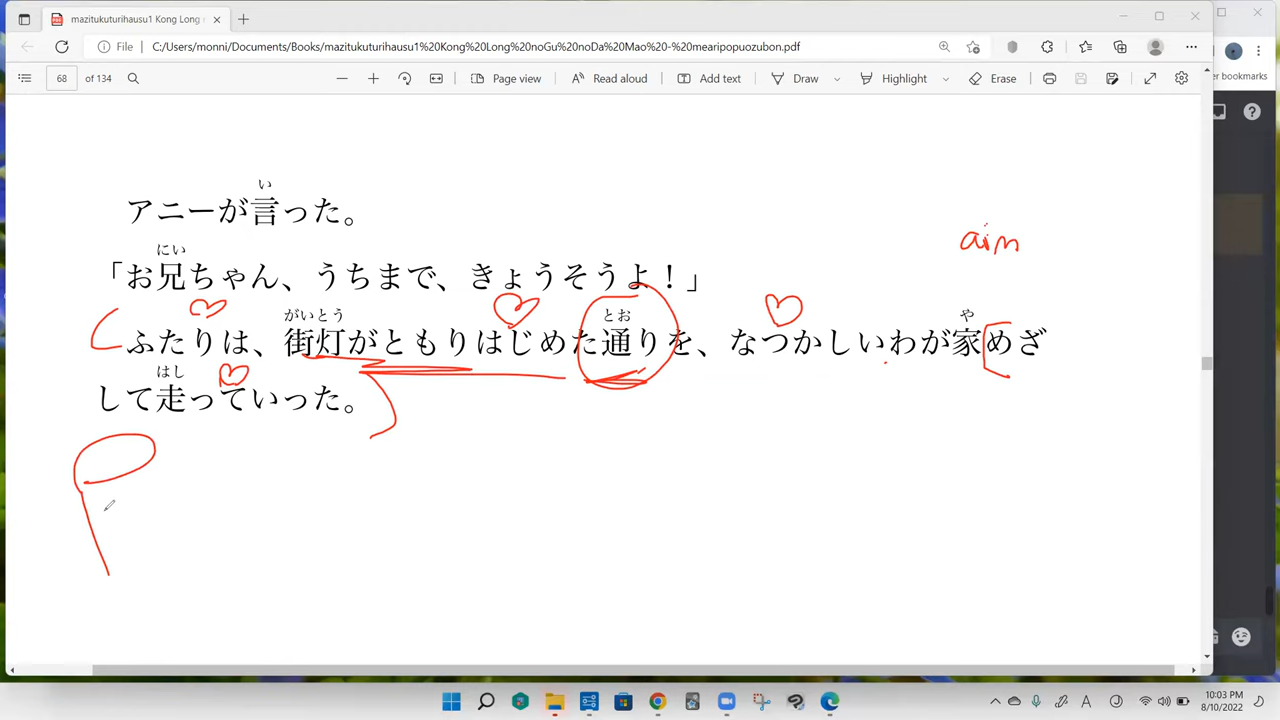 mazitukuturihausu1 Kong Long
File
C:/Users/monni/Documents/Books/mazitukuturihausu1%20Kong%20Long%20noGu%20noDa%20Mao%20-%20mearipopuozubon.pdf
er bookmarks
68 of 134
Page view
Read aloud
Add text
Draw
Highlight
Erase
い
アニーが言った。
aim
にい
「お兄ちゃん、うちまで、きょうそうよ！」
がいとう とお や
ふたりは、街灯がともりはじめた通りを、なつかしいわが家めざ
はし
して走っていった。
10:03 PM
8/10/2022